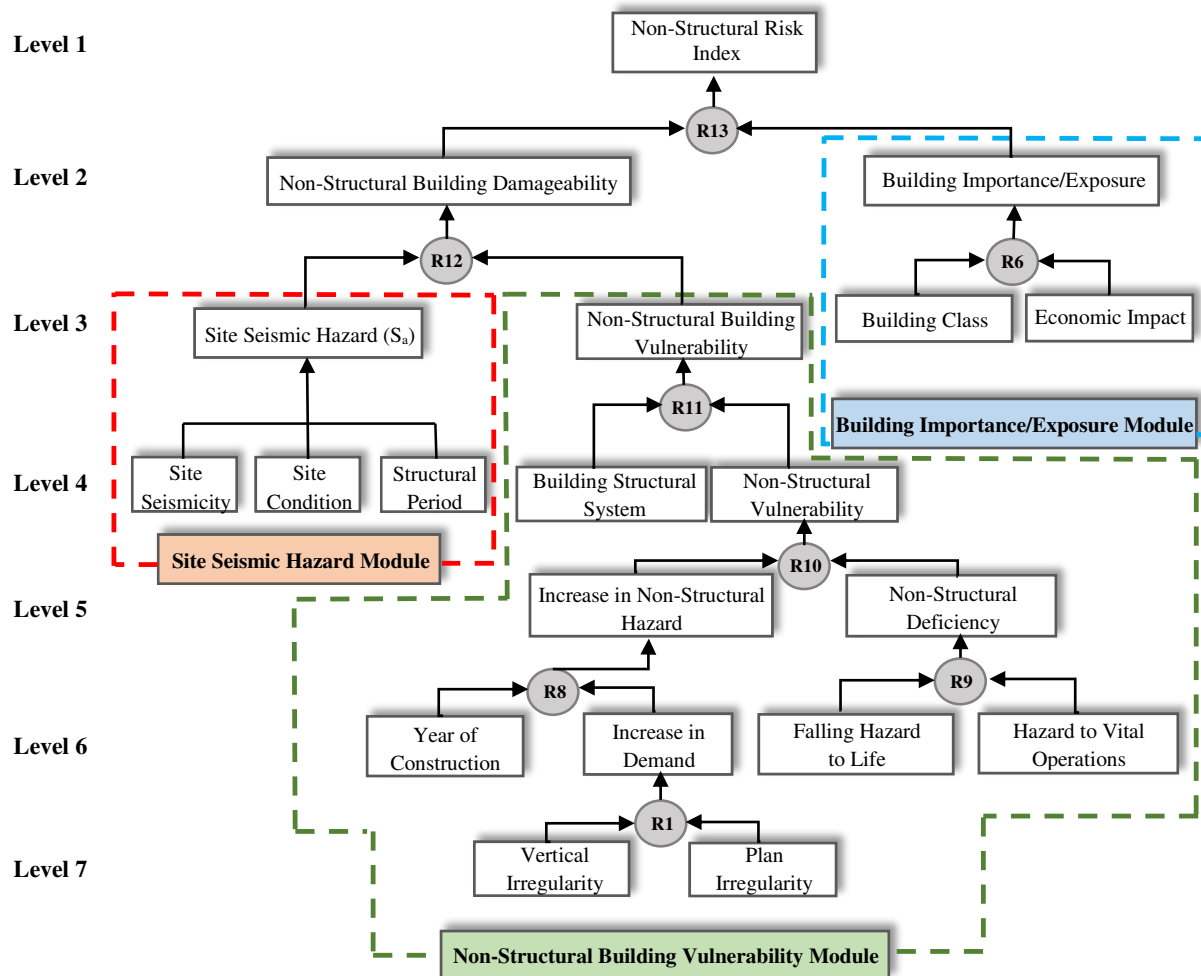 Level 1
Non-Structural Risk
Index
R13
Level 2
Non-Structural Building Damageability
Building Importance/Exposure
R12
R6
Level 3
Site Seismic Hazard (Sₐ)
Non-Structural Building
Vulnerability
Building Class
Economic Impact
R11
Building Importance/Exposure Module
Level 4
Site
Seismicity
Site
Condition
Structural
Period
Building Structural
System
Non-Structural
Vulnerability
Site Seismic Hazard Module
R10
Level 5
Increase in Non-Structural
Hazard
Non-Structural
Deficiency
R8
R9
Level 6
Year of
Construction
Increase in
Demand
Falling Hazard
to Life
Hazard to Vital
Operations
R1
Level 7
Vertical
Irregularity
Plan
Irregularity
Non-Structural Building Vulnerability Module